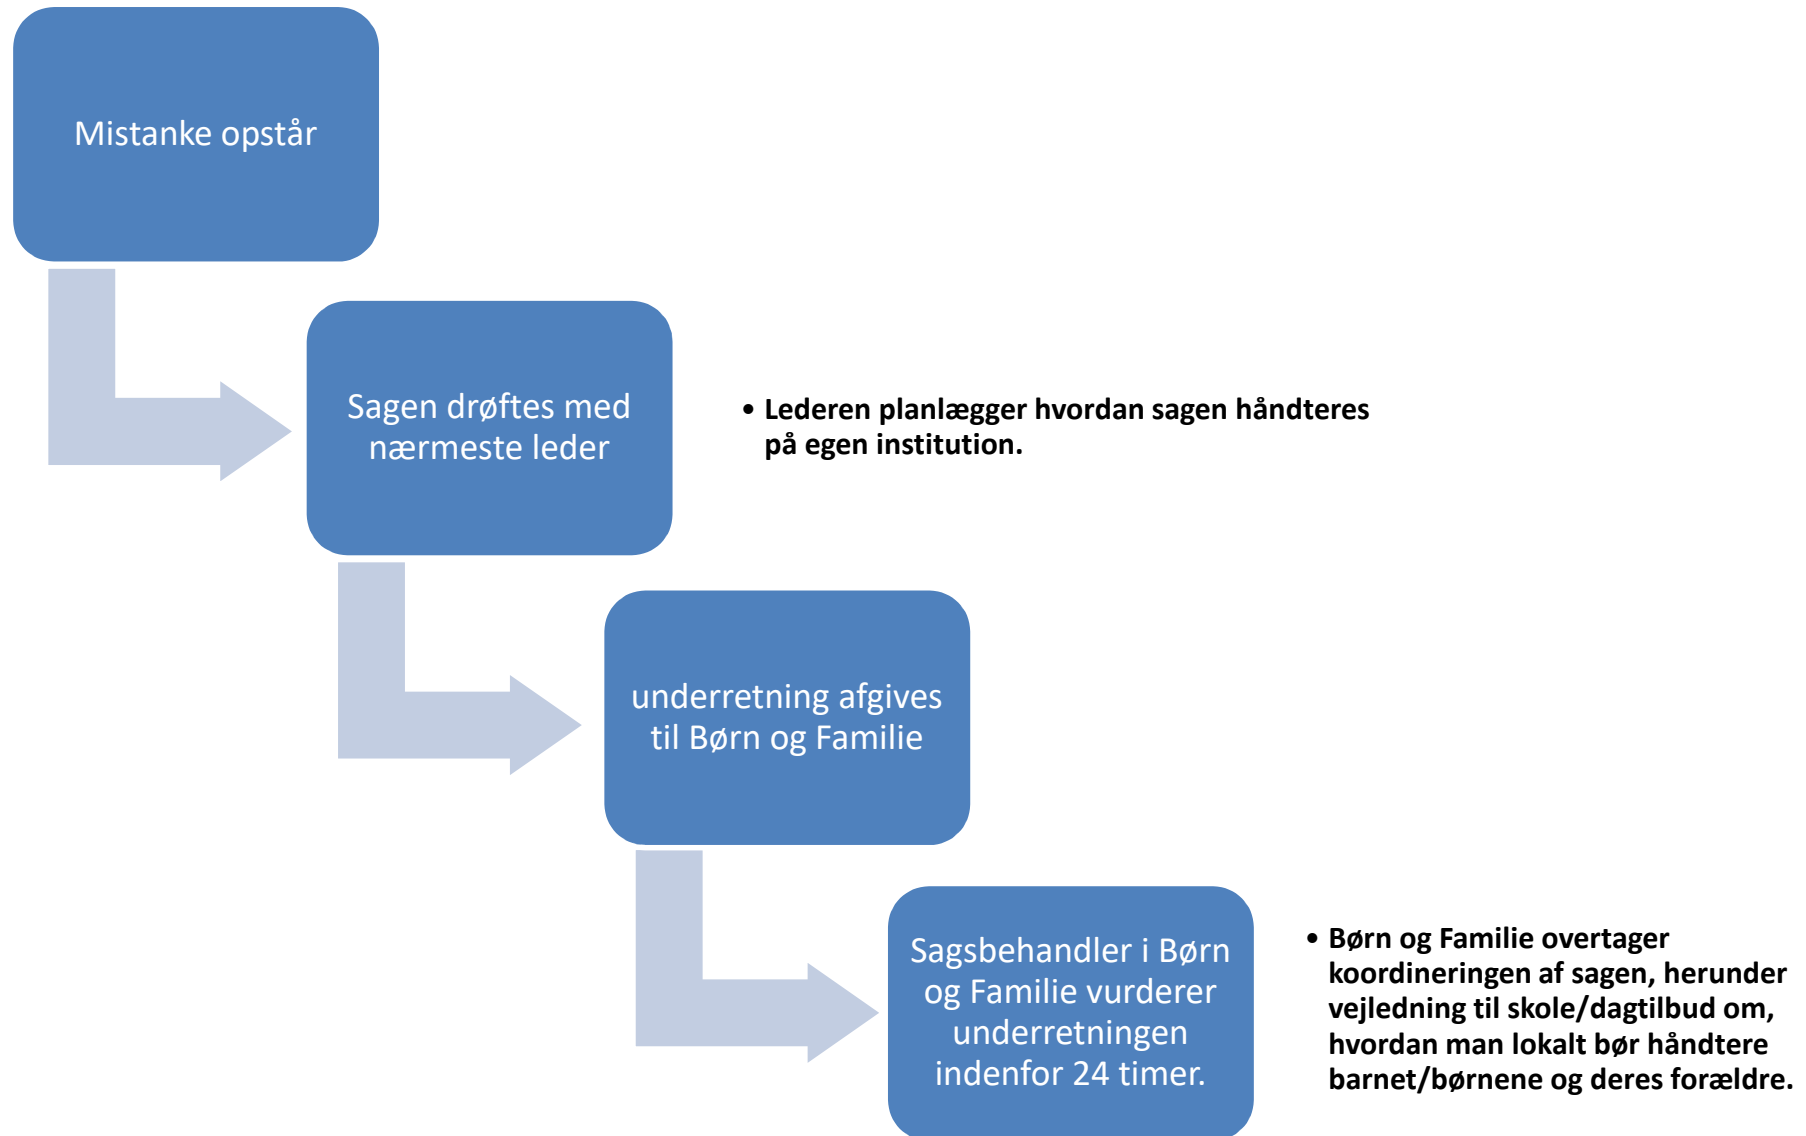 Mistanke opstår
Sagen drøftes med
nærmeste leder
• Lederen planlægger hvordan sagen håndteres
på egen institution.
underretning afgives
til Børn og Familie
Sagsbehandler i Børn
og Familie vurderer
underretningen
indenfor 24 timer.
• Børn og Familie overtager
koordineringen af sagen, herunder
vejledning til skole/dagtilbud om,
hvordan man lokalt bør håndtere
barnet/børnene og deres forældre.